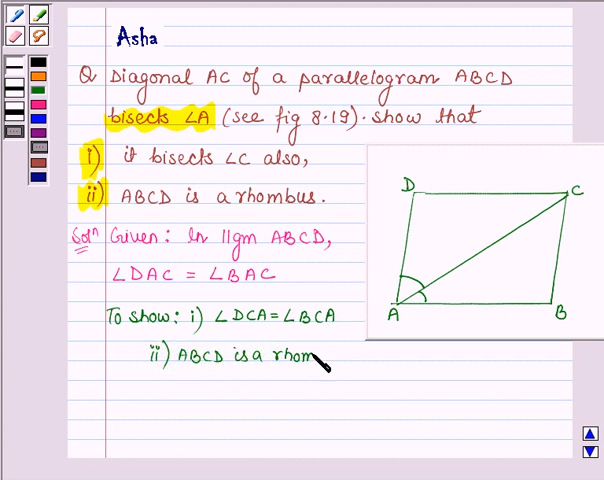 Asha
Q Diagonal AC of a parallelogram ABCD
bisects ∠A (see fig 8.19). show that
i) it bisects ∠C also,
ii) ABCD is a rhombus.
Solⁿ Given: In ||gm ABCD,
∠DAC = ∠BAC
To show: i) ∠DCA = ∠BCA
ii) ABCD is a rhom
D
C
A
B